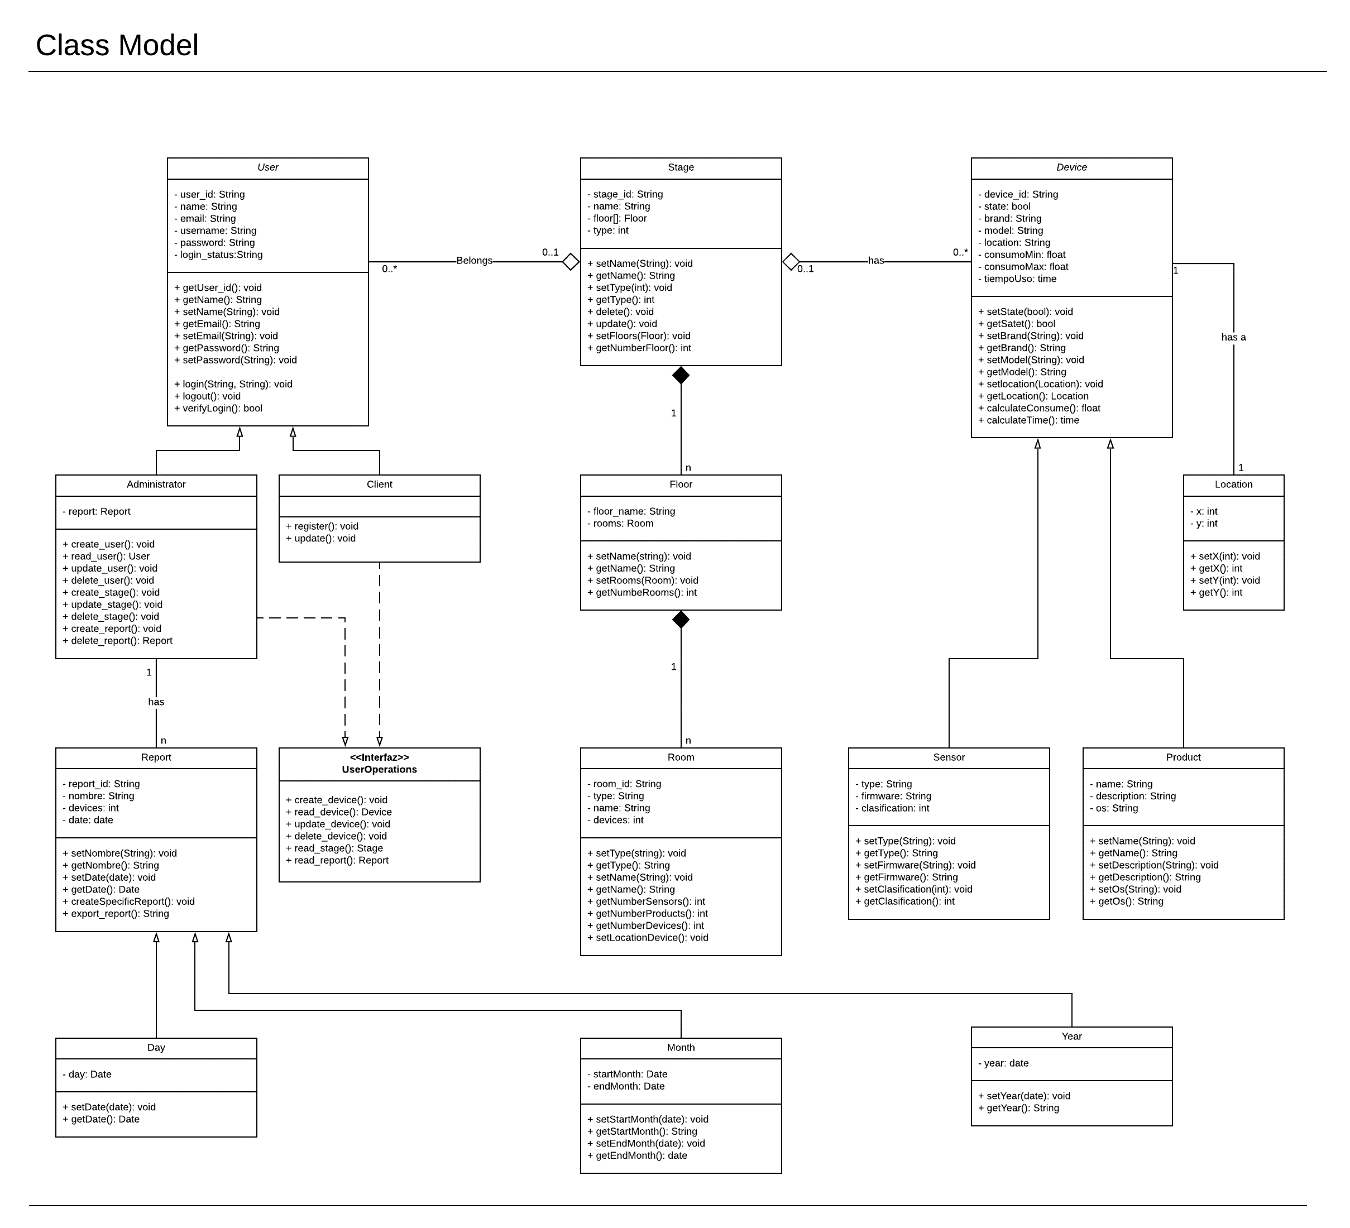 Class Model
User
- user_id: String
- name: String
- email: String
- username: String
- password: String
- login_status:String
+ getUser_id(): void
+ getName(): String
+ setName(String): void
+ getEmail(): String
+ setEmail(String): void
+ getPassword(): String
+ setPassword(String): void
+ login(String, String): void
+ logout(): void
+ verifyLogin(): bool
0..*
Belongs
0..1
Stage
- stage_id: String
- name: String
- floor[]: Floor
- type: int
+ setName(String): void
+ getName(): String
+ setType(int): void
+ getType(): int
+ delete(): void
+ update(): void
+ setFloors(Floor): void
+ getNumberFloor(): int
0..1
has
0..*
Device
- device_id: String
- state: bool
- brand: String
- model: String
- location: String
- consumoMin: float
- consumoMax: float
- tiempoUso: time
+ setState(bool): void
+ getSatet(): bool
+ setBrand(String): void
+ getBrand(): String
+ setModel(String): void
+ getModel(): String
+ setlocation(Location): void
+ getLocation(): Location
+ calculateConsume(): float
+ calculateTime(): time
1
has a
1
Administrator
- report: Report
+ create_user(): void
+ read_user(): User
+ update_user(): void
+ delete_user(): void
+ create_stage(): void
+ update_stage(): void
+ delete_stage(): void
+ create_report(): void
+ delete_report(): Report
Client
+ register(): void
+ update(): void
1
n
Floor
- floor_name: String
- rooms: Room
+ setName(string): void
+ getName(): String
+ setRooms(Room): void
+ getNumbeRooms(): int
Location
- x: int
- y: int
+ setX(int): void
+ getX(): int
+ setY(int): void
+ getY(): int
1
has
n
1
n
Report
- report_id: String
- nombre: String
- devices: int
- date: date
+ setNombre(String): void
+ getNombre(): String
+ setDate(date): void
+ getDate(): Date
+ createSpecificReport(): void
+ export_report(): String
<<Interfaz>>
UserOperations
+ create_device(): void
+ read_device(): Device
+ update_device(): void
+ delete_device(): void
+ read_stage(): Stage
+ read_report(): Report
Room
- room_id: String
- type: String
- name: String
- devices: int
+ setType(string): void
+ getType(): String
+ setName(String): void
+ getName(): String
+ getNumberSensors(): int
+ getNumberProducts(): int
+ getNumberDevices(): int
+ setLocationDevice(): void
Sensor
- type: String
- firmware: String
- clasification: int
+ setType(String): void
+ getType(): String
+ setFirmware(String): void
+ getFirmware(): String
+ setClasification(int): void
+ getClasification(): int
Product
- name: String
- description: String
- os: String
+ setName(String): void
+ getName(): String
+ setDescription(String): void
+ getDescription(): String
+ setOs(String): void
+ getOs(): String
Day
- day: Date
+ setDate(date): void
+ getDate(): Date
Month
- startMonth: Date
- endMonth: Date
+ setStartMonth(date): void
+ getStartMonth(): String
+ setEndMonth(date): void
+ getEndMonth(): date
Year
- year: date
+ setYear(date): void
+ getYear(): String